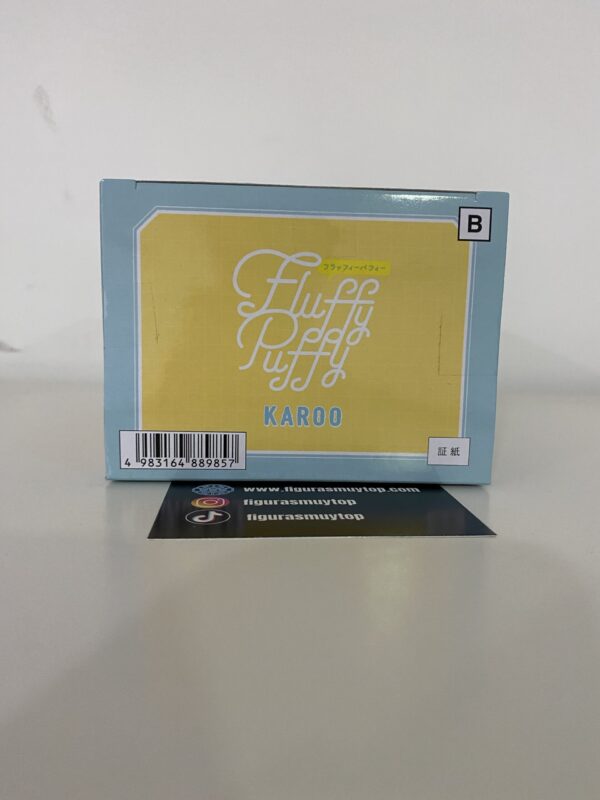 B
フラッフィーパフィー
Fluffy
Puffy
KAROO
4 983164 889857
証紙
www.figurasmuytop.com
figurasmuytop
figurasmuytop